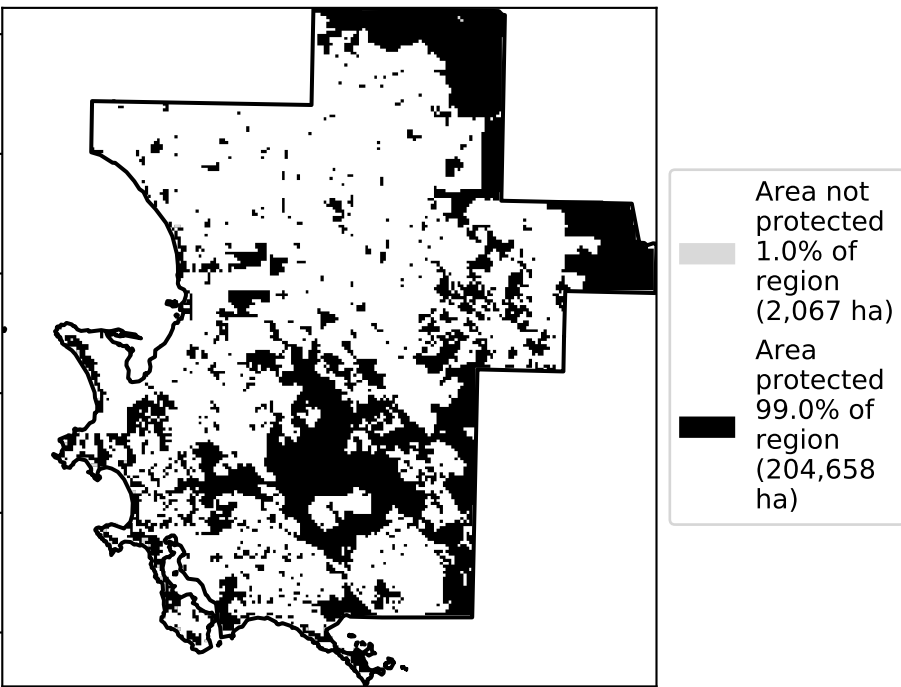 Area not
protected
1.0% of
region
(2,067 ha)
Area
protected
99.0% of
region
(204,658
ha)